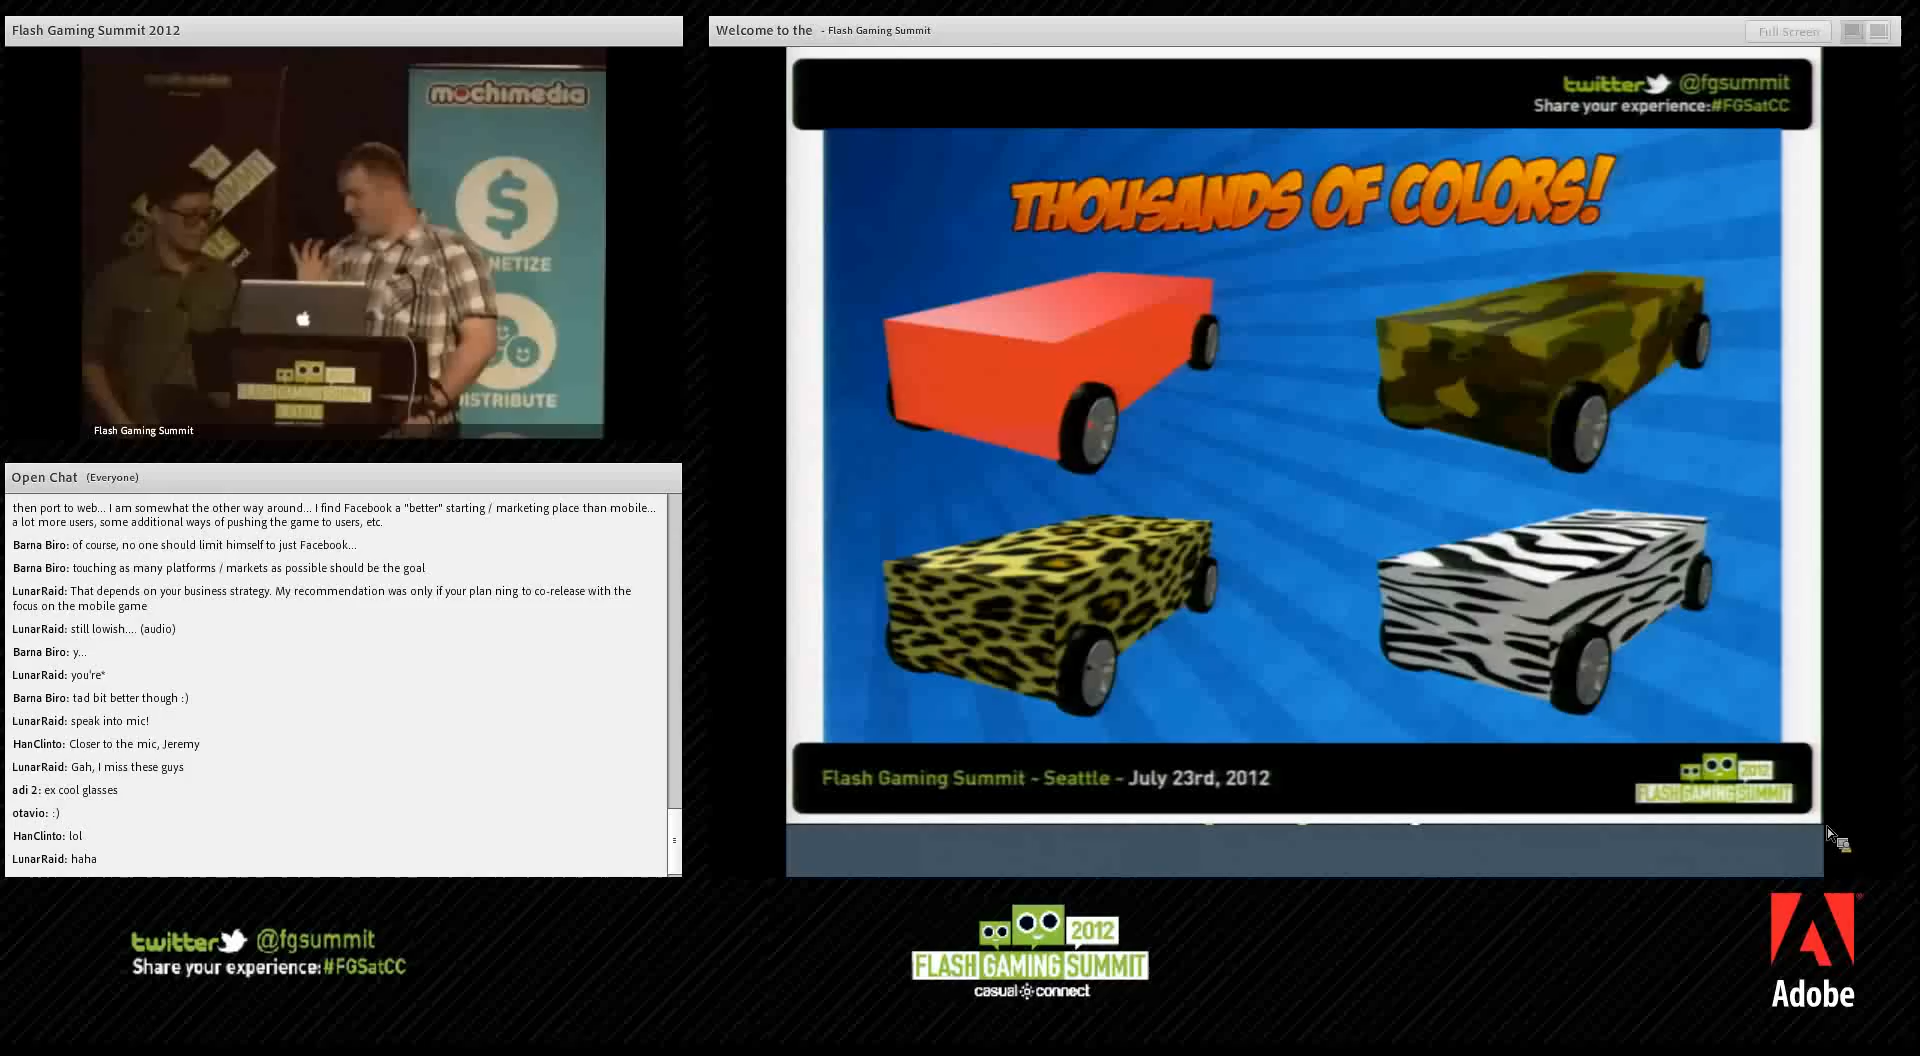 Flash Gaming Summit 2012
mochimedia
SUMMIT
NETIZE
DISTRIBUTE
FLASH GAMING SUMMIT
SEATTLE
Flash Gaming Summit
Open Chat (Everyone)
then port to web... I am somewhat the other way around... I find Facebook a "better" starting / marketing place than mobile...
a lot more users, some additional ways of pushing the game to users, etc.
Barna Biro: of course, no one should limit himself to just Facebook...
Barna Biro: touching as many platforms / markets as possible should be the goal
LunarRaid: That depends on your business strategy. My recommendation was only if your plan ning to co-release with the
focus on the mobile game
LunarRaid: still lowish.... (audio)
Barna Biro: y...
LunarRaid: you're*
Barna Biro: tad bit better though :)
LunarRaid: speak into mic!
HanClinto: Closer to the mic, Jeremy
LunarRaid: Gah, I miss these guys
adi 2: ex cool glasses
otavio: :)
HanClinto: lol
LunarRaid: haha
Welcome to the - Flash Gaming Summit
Full Screen
twitter @fgsummit
Share your experience:#FGSatCC
THOUSANDS OF COLORS!
Flash Gaming Summit - Seattle - July 23rd, 2012
2012
FLASH GAMING SUMMIT
twitter @fgsummit
Share your experience:#FGSatCC
2012
FLASH GAMING SUMMIT
casual connect
Adobe